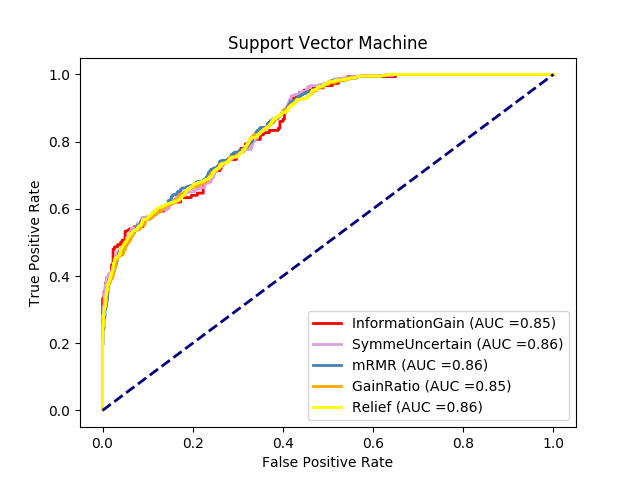 Support Vector Machine
1.0
0.8
0.6
0.4
0.2
0.0
True Positive Rate
InformationGain (AUC =0.85)
SymmeUncertain (AUC =0.86)
mRMR (AUC =0.86)
GainRatio (AUC =0.85)
Relief (AUC =0.86)
0.0 0.2 0.4 0.6 0.8 1.0
False Positive Rate